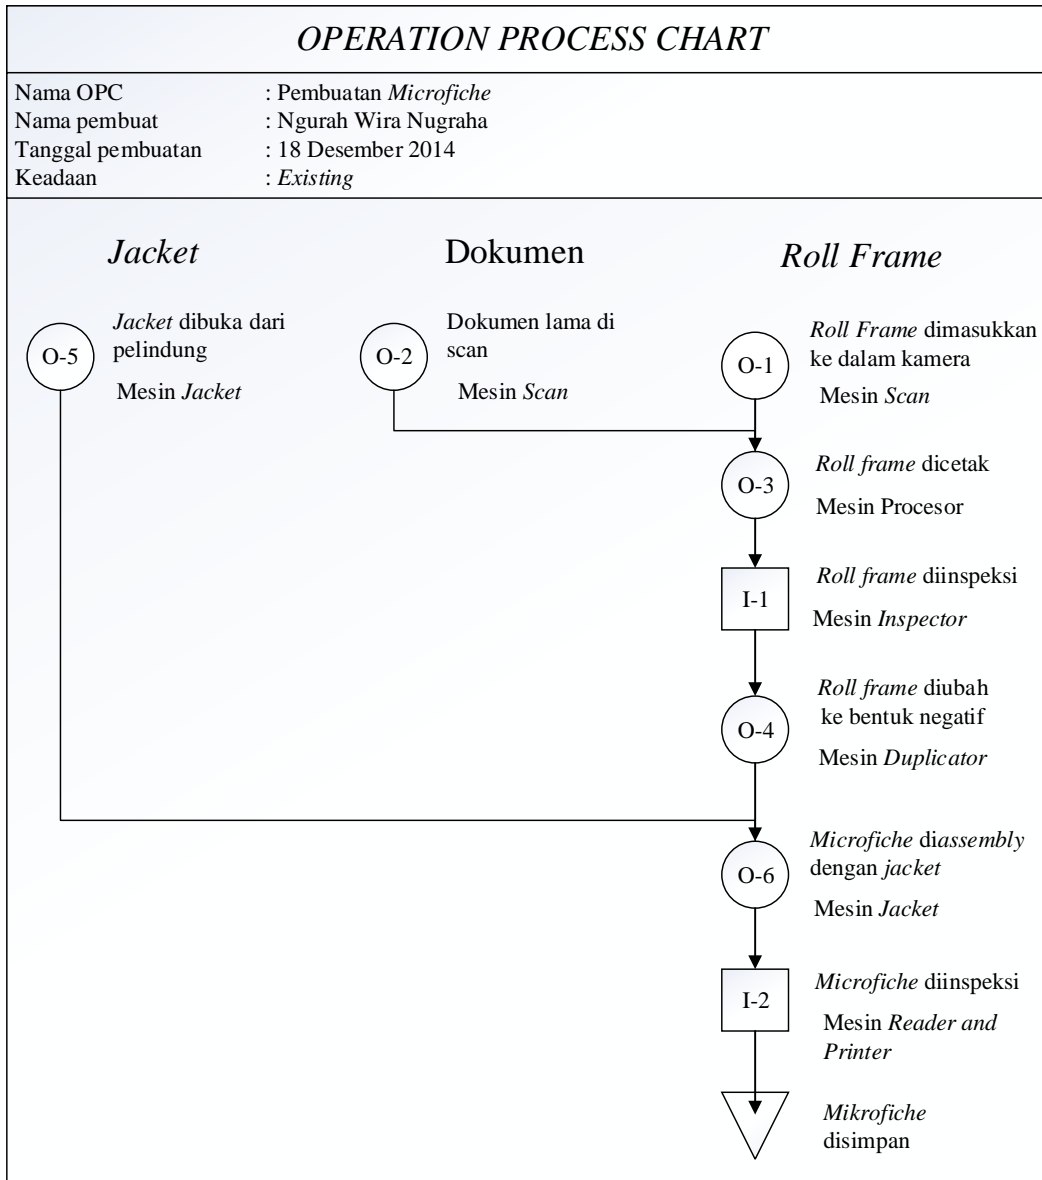 OPERATION PROCESS CHART
Nama OPC : Pembuatan Microfiche
Nama pembuat : Ngurah Wira Nugraha
Tanggal pembuatan : 18 Desember 2014
Keadaan : Existing
Jacket
Dokumen
Roll Frame
O-5
Jacket dibuka dari
pelindung
Mesin Jacket
O-2
Dokumen lama di
scan
Mesin Scan
O-1
Roll Frame dimasukkan
ke dalam kamera
Mesin Scan
O-3
Roll frame dicetak
Mesin Procesor
I-1
Roll frame diinspeksi
Mesin Inspector
O-4
Roll frame diubah
ke bentuk negatif
Mesin Duplicator
O-6
Microfiche diassembly
dengan jacket
Mesin Jacket
I-2
Microfiche diinspeksi
Mesin Reader and
Printer
Mikrofiche
disimpan